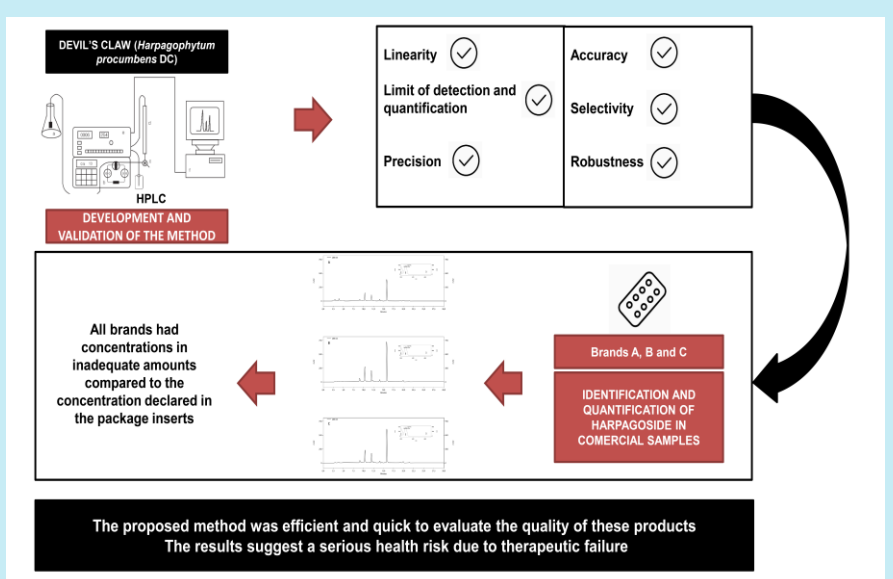 DEVIL'S CLAW (Harpagophytum
procumbens DC)
HPLC
DEVELOPMENT AND
VALIDATION OF THE METHOD
Linearity
Limit of detection and
quantification
Precision
Accuracy
Selectivity
Robustness
Brands A, B and C
IDENTIFICATION AND
QUANTIFICATION OF
HARPAGOSIDE IN
COMERCIAL SAMPLES
All brands had
concentrations in
inadequate amounts
compared to the
concentration declared in
the package inserts
The proposed method was efficient and quick to evaluate the quality of these products
The results suggest a serious health risk due to therapeutic failure